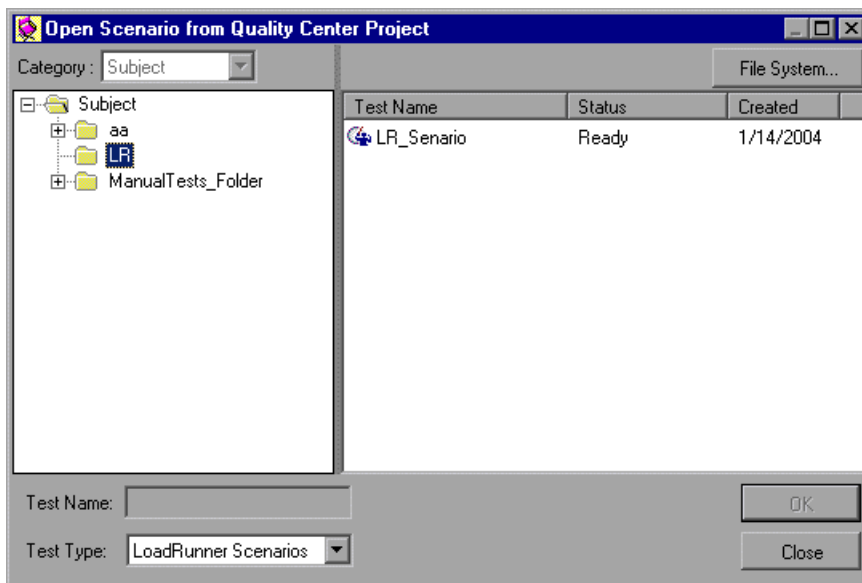 Open Scenario from Quality Center Project
Category : Subject
File System...
Subject
aa
LR
ManualTests_Folder
Test Name Status Created
LR_Senario Ready 1/14/2004
Test Name:
OK
Test Type: LoadRunner Scenarios
Close